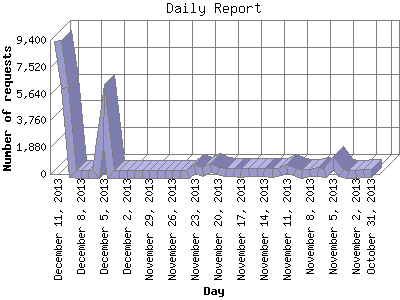 Daily Report
Number of requests
9,400
7,520
5,640
3,760
1,880
0
December 11, 2013
December 8, 2013
December 5, 2013
December 2, 2013
November 29, 2013
November 26, 2013
November 23, 2013
November 20, 2013
November 17, 2013
November 14, 2013
November 11, 2013
November 8, 2013
November 5, 2013
November 2, 2013
October 31, 2013
Day